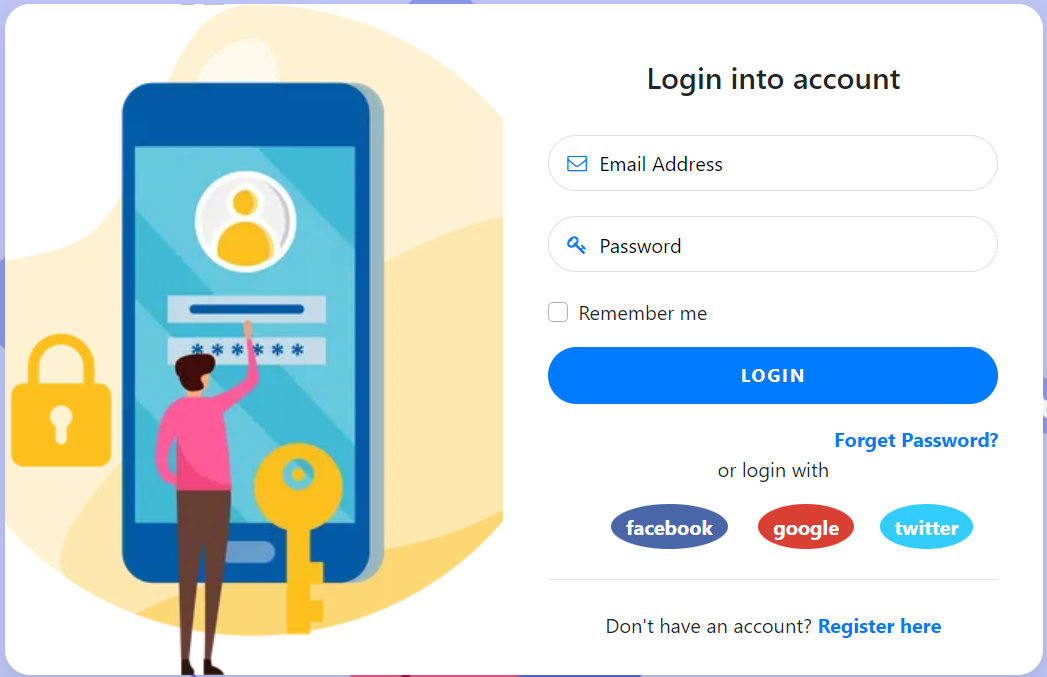 Login into account
Email Address
Password
Remember me
******
LOGIN
Forget Password?
or login with
facebook google twitter
Don't have an account? Register here